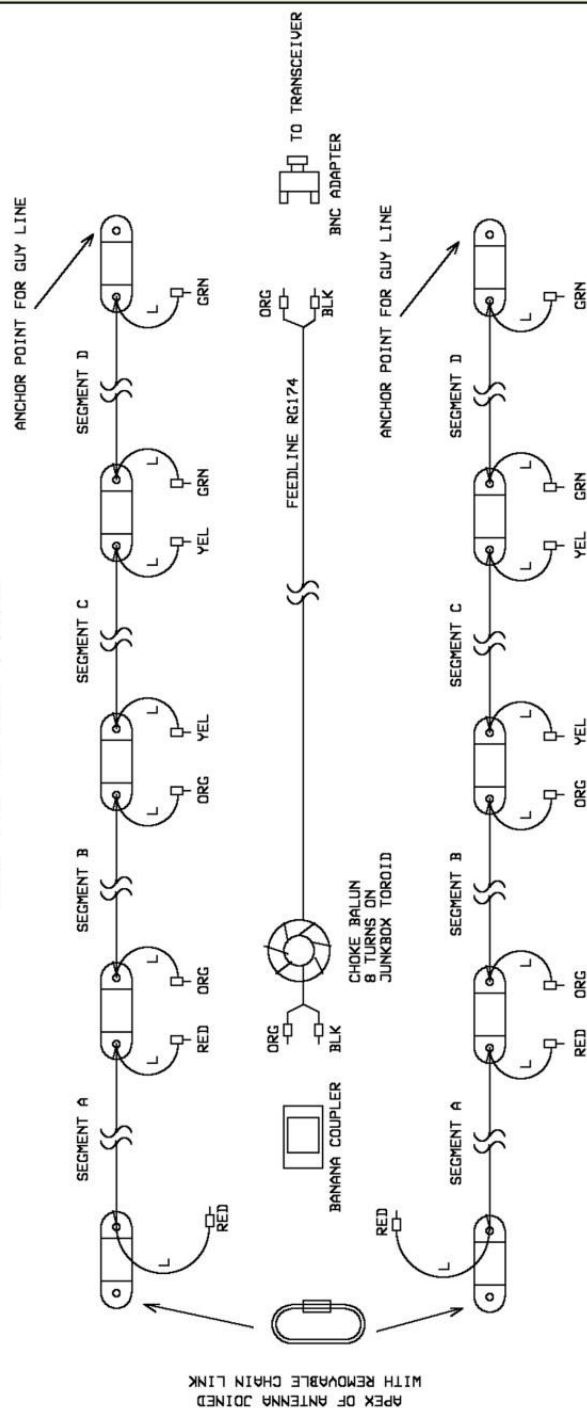 ANCHOR POINT FOR GUY LINE
SEGMENT A
SEGMENT B
SEGMENT C
SEGMENT D
L
L
L
L
L
L
L
L
RED
RED
ORG
ORG
YEL
YEL
GRN
GRN
BANANA COUPLER
ORG
BLK
CHOKE BALUN
8 TURNS ON
JUNKBOX TOROID
FEEDLINE RG174
ORG
BLK
BNC ADAPTER
TO TRANSCEIVER
APEX OF ANTENNA JOINED
WITH REMOVABLE CHAIN LINK
ANCHOR POINT FOR GUY LINE
SEGMENT A
SEGMENT B
SEGMENT C
SEGMENT D
RED
L
L
L
L
L
L
L
L
RED
ORG
ORG
YEL
YEL
GRN
GRN